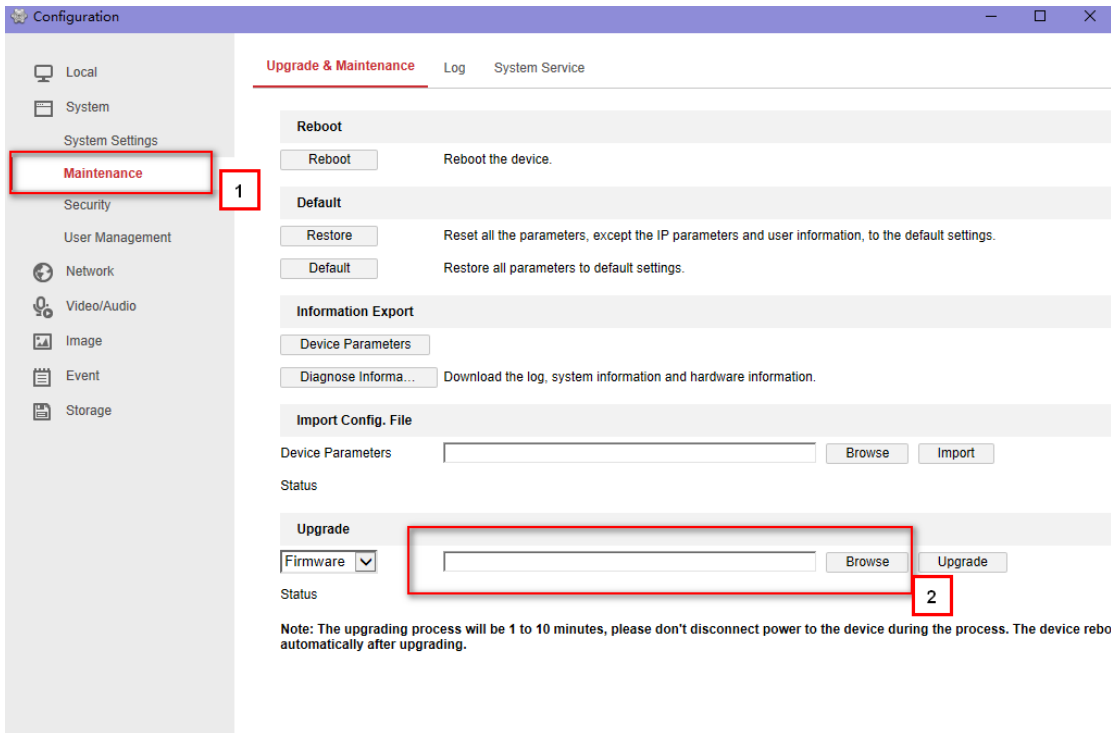 Configuration
Local
System
System Settings
Maintenance
1
Security
User Management
Network
Video/Audio
Image
Event
Storage
Upgrade & Maintenance Log System Service
Reboot
Reboot Reboot the device.
Default
Restore Reset all the parameters, except the IP parameters and user information, to the default settings.
Default Restore all parameters to default settings.
Information Export
Device Parameters
Diagnose Informa... Download the log, system information and hardware information.
Import Config. File
Device Parameters Browse Import
Status
Upgrade
Firmware Browse Upgrade
Status
2
Note: The upgrading process will be 1 to 10 minutes, please don't disconnect power to the device during the process. The device rebo
automatically after upgrading.